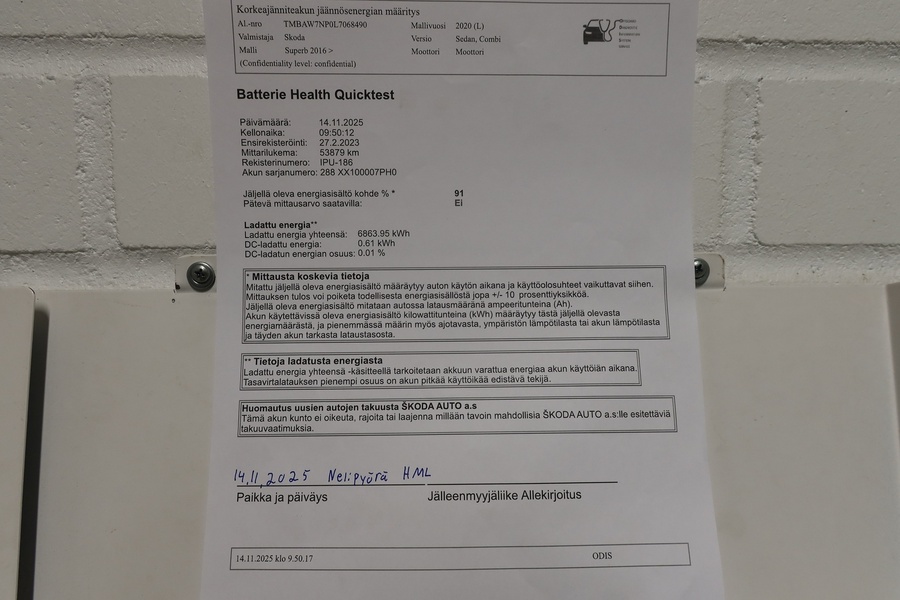 Korkeajänniteakun jäännösenergian määritys
Al.-nro TMBAW7NP0L7068490 Mallivuosi 2020 (L)
Valmistaja Skoda Versio Sedan, Combi
Malli Superb 2016 > Moottori Moottori
(Confidentiality level: confidential)
Batterie Health Quicktest
Päivämäärä: 14.11.2025
Kellonaika: 09:50:12
Ensirekisteröinti: 27.2.2023
Mittarilukema: 53879 km
Rekisterinumero: IPU-186
Akun sarjanumero: 288 XX100007PH0
Jäljellä oleva energiasisältö kohde % * 91
Pätevä mittausarvo saatavilla: Ei
Ladattu energia**
Ladattu energia yhteensä: 6863.95 kWh
DC-ladattu energia: 0.61 kWh
DC-ladatun energian osuus: 0.01 %
* Mittausta koskevia tietoja
Mitattu jäljellä oleva energiasisältö määräytyy auton käytön aikana ja käyttöolosuhteet vaikuttavat siihen.
Mittauksen tulos voi poiketa todellisesta energiasisällöstä jopa +/- 10 prosenttiyksikköä.
Jäljellä oleva energiasisältö mitataan autossa latausmääränä ampeeritunteina (Ah).
Akun käytettävissä oleva energiasisältö kilowattitunteina (kWh) määräytyy tästä jäljellä olevasta
energiamäärästä, ja pienemmässä määrin myös ajotavasta, ympäristön lämpötilasta tai akun lämpötilasta
ja täyden akun tarkasta lataustasosta.
** Tietoja ladatusta energiasta
Ladattu energia yhteensä -käsitteellä tarkoitetaan akkuun varattua energiaa akun käyttöiän aikana.
Tasavirtalatauksen pienempi osuus on akun pitkää käyttöikää edistävä tekijä.
Huomautus uusien autojen takuusta ŠKODA AUTO a.s
Tämä akun kunto ei oikeuta, rajoita tai laajenna millään tavoin mahdollisia ŠKODA AUTO a.s:lle esitettäviä
takuuvaatimuksia.
14.11.2025 Nelipyörä HML
Paikka ja päiväys Jälleenmyyjäliike Allekirjoitus
14.11.2025 klo 9.50.17 ODIS